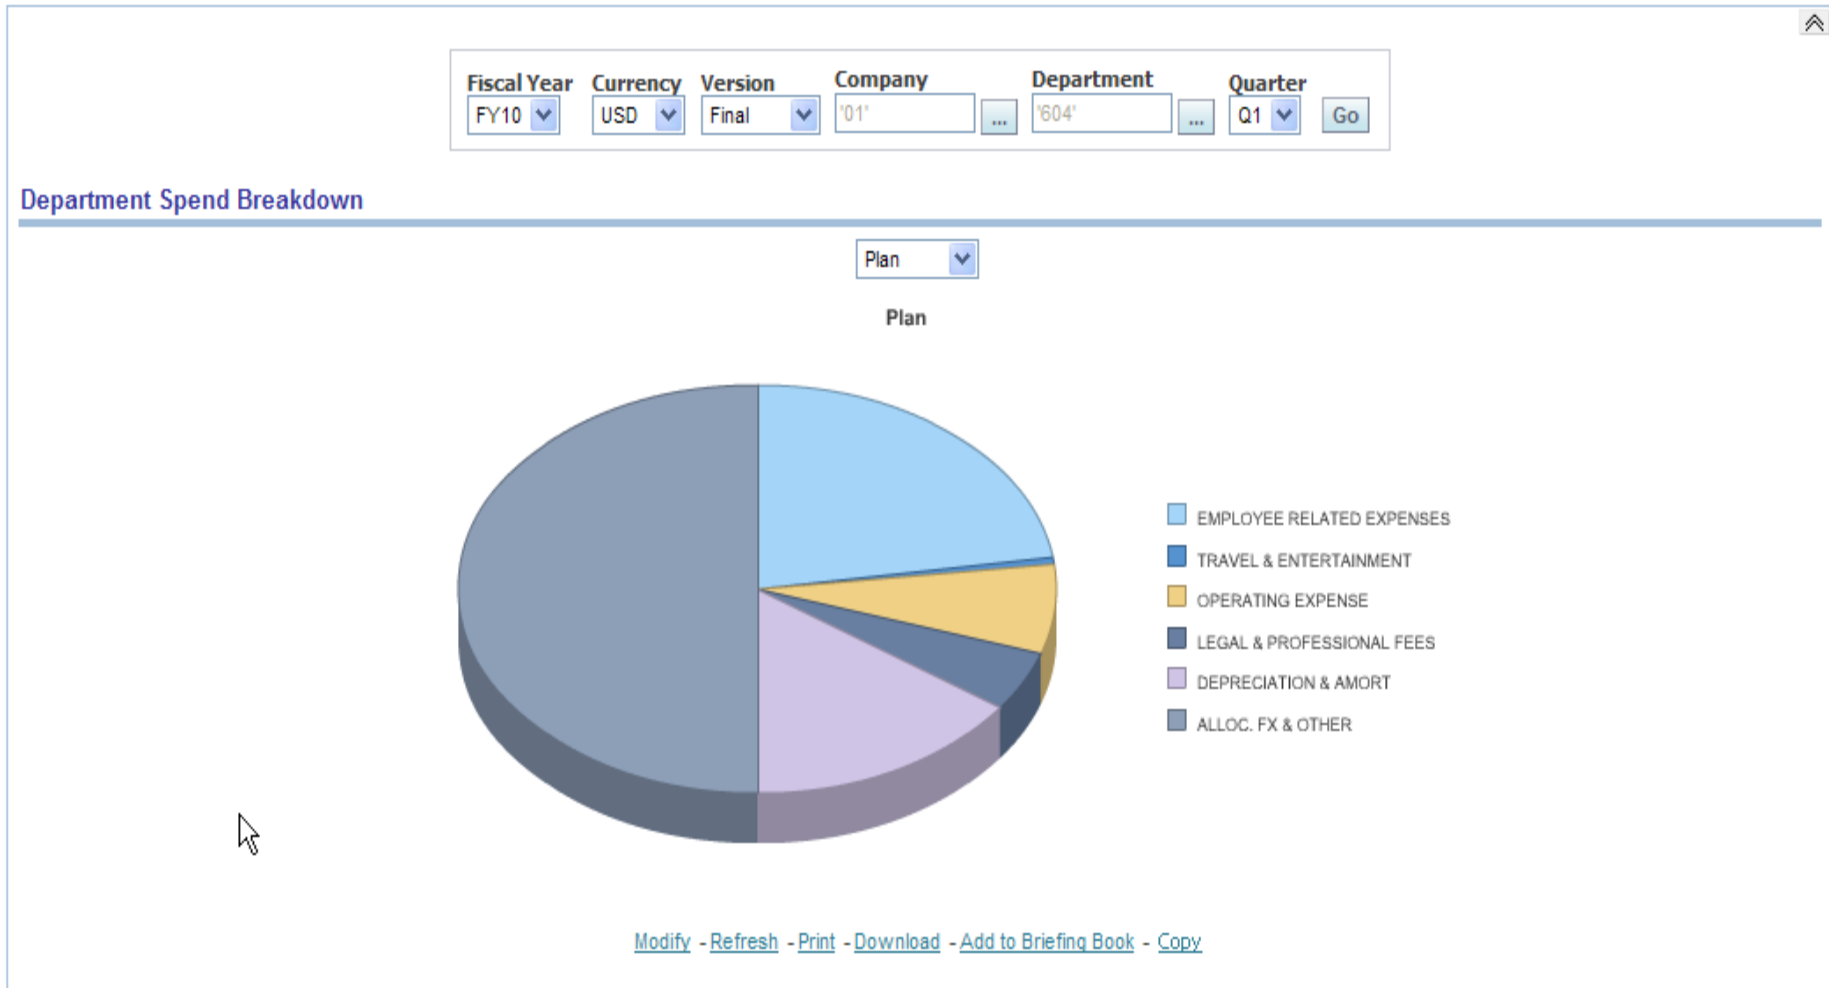 Fiscal Year Currency Version Company Department Quarter
FY10 USD Final '01' ... '604' ... Q1 Go
Department Spend Breakdown
Plan
Plan
EMPLOYEE RELATED EXPENSES
TRAVEL & ENTERTAINMENT
OPERATING EXPENSE
LEGAL & PROFESSIONAL FEES
DEPRECIATION & AMORT
ALLOC. FX & OTHER
Modify - Refresh - Print - Download - Add to Briefing Book - Copy